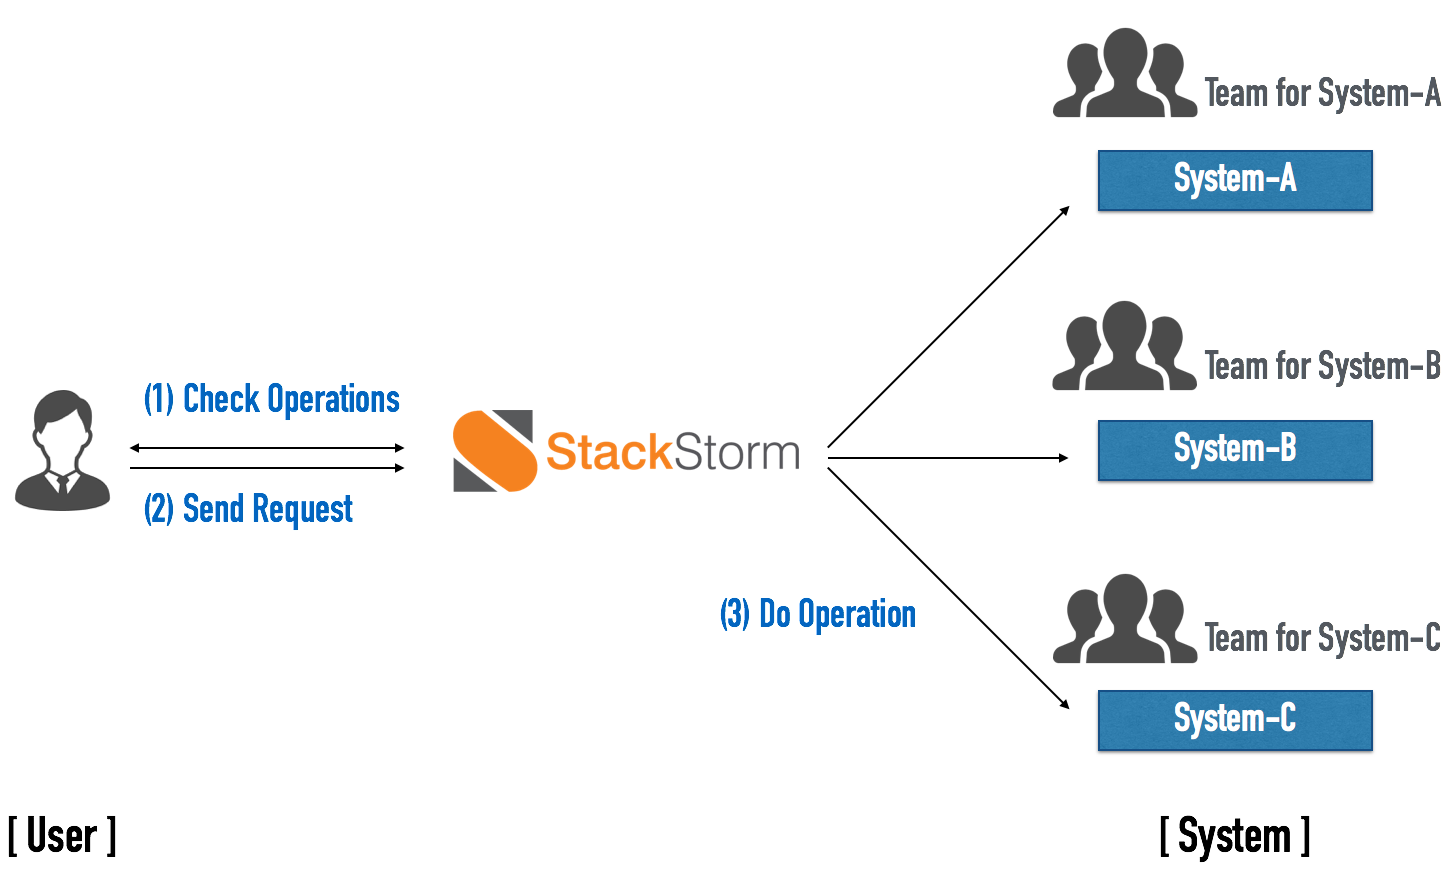 Team for System-A
System-A
Team for System-B
(1) Check Operations
StackStorm
System-B
(2) Send Request
(3) Do Operation
Team for System-C
System-C
[ User ]
[ System ]